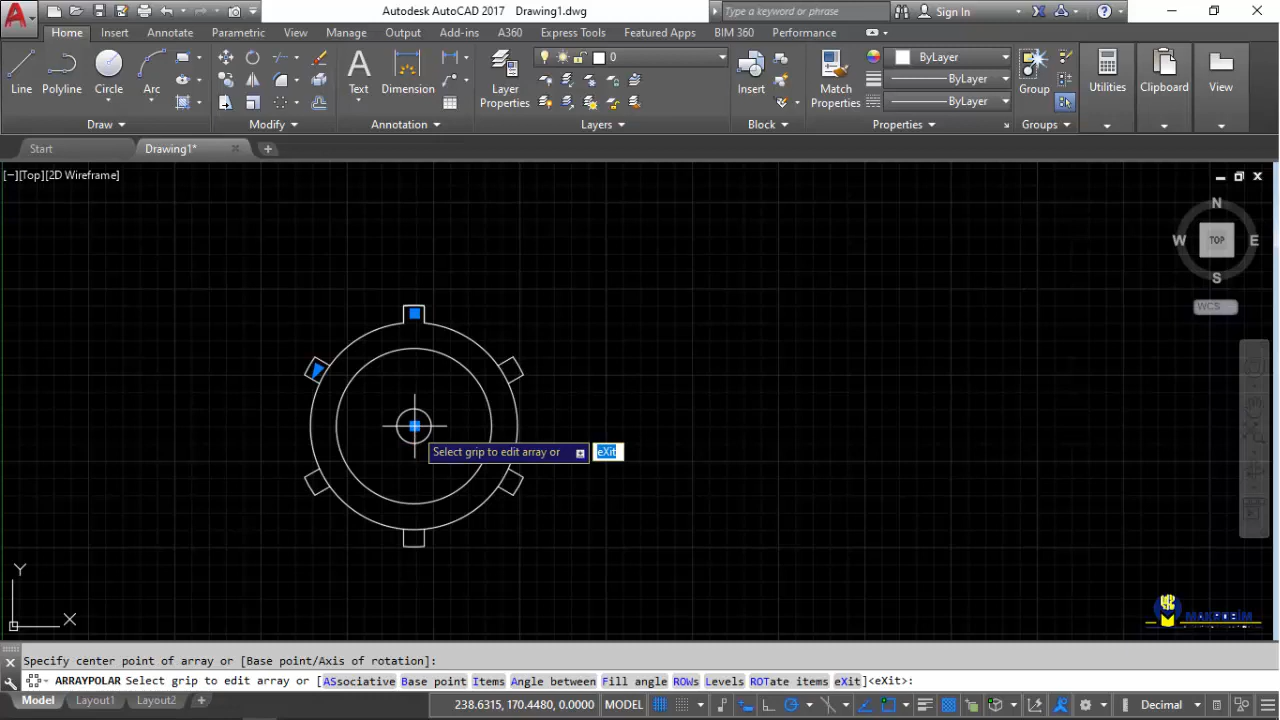 Autodesk AutoCAD 2017 Drawing1.dwg
Type a keyword or phrase
Sign In
Home Insert Annotate Parametric View Manage Output Add-ins A360 Express Tools Featured Apps BIM 360 Performance
Line Polyline Circle Arc
Text Dimension
Layer Properties
0
Insert
Match Properties
ByLayer
ByLayer
ByLayer
Group
Utilities
Clipboard
View
Draw Modify Annotation Layers Block Properties Groups
Start Drawing1*
[−][Top][2D Wireframe]
N
W TOP E
S
WCS
Select grip to edit array or eXit
Y
X
Specify center point of array or [Base point/Axis of rotation]:
ARRAYPOLAR Select grip to edit array or [ASsociative Base point Items Angle between Fill angle ROWs Levels ROTate items eXit]<eXit>:
Model Layout1 Layout2
238.6315, 170.4480, 0.0000 MODEL
Decimal